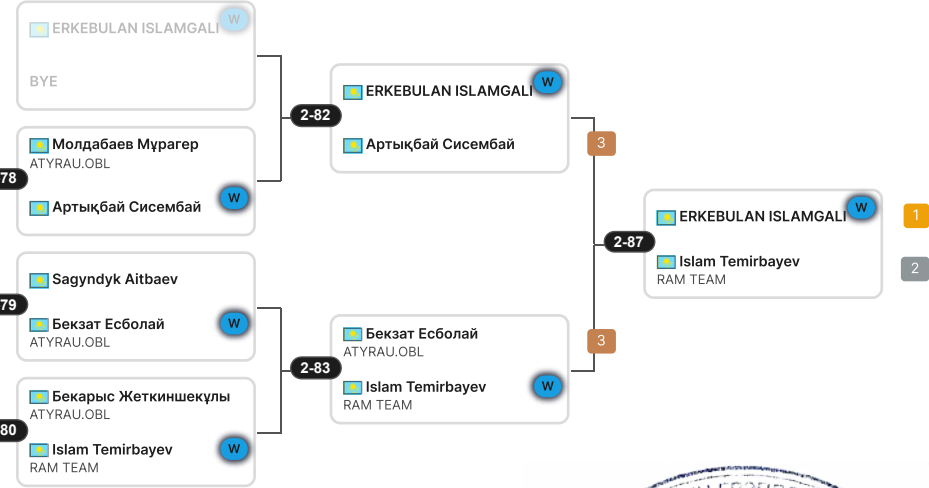 ERKEBULAN ISLAMGALI
W
BYE
Молдабаев Мұрагер
ATYRAU.OBL
78
Артықбай Сисембай
W
Sagyndyk Aitbaev
79
Бекзат Есболай
W
ATYRAU.OBL
Бекарыс Жеткиншекұлы
ATYRAU.OBL
80
Islam Temirbayev
W
RAM TEAM
2-82
ERKEBULAN ISLAMGALI
W
Артықбай Сисембай
3
2-83
Бекзат Есболай
ATYRAU.OBL
Islam Temirbayev
W
RAM TEAM
3
2-87
ERKEBULAN ISLAMGALI
W
Islam Temirbayev
RAM TEAM
1
2